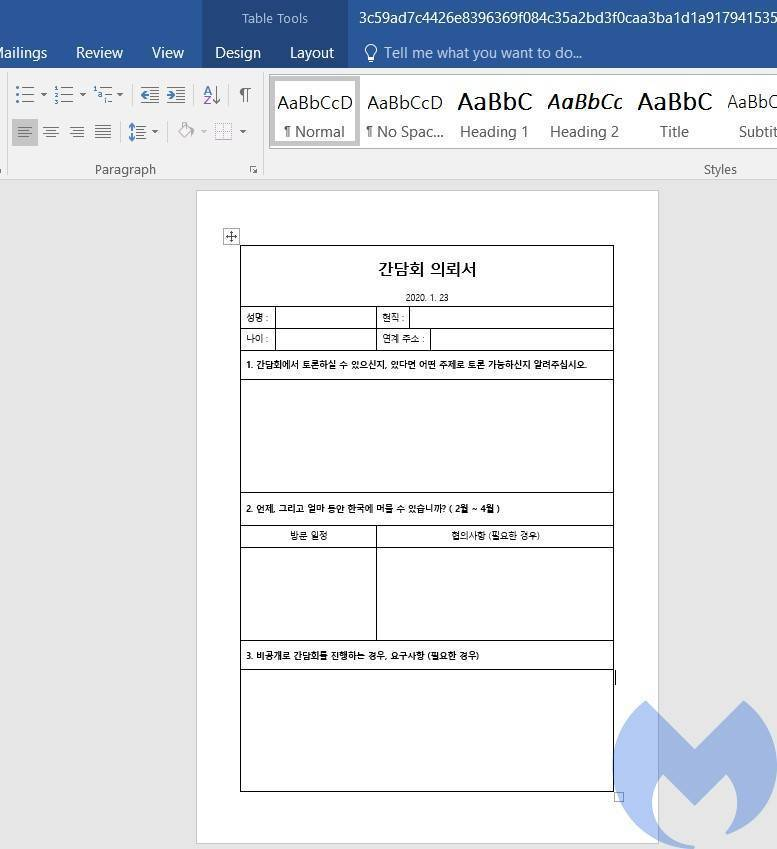 Table Tools
3c59ad7c4426e8396369f084c35a2bd3f0caa3ba1d1a917941535
Mailings Review View Design Layout Tell me what you want to do...
AaBbCcD AaBbCcD AaBbC AaBbCc AaBbC AaBbC
¶ Normal ¶ No Spac... Heading 1 Heading 2 Title Subtit
Paragraph Styles
간담회 의뢰서
2020. 1. 23
성명 : 현직 :
나이 : 연계 주소 :
1. 간담회에서 토론하실 수 있으신지, 있다면 어떤 주제로 토론 가능하신지 알려주십시오.
2. 언제, 그리고 얼마 동안 한국에 머물 수 있습니까? ( 2월 ~ 4월 )
방문 일정 협의사항 (필요한 경우)
3. 비공개로 간담회를 진행하는 경우, 요구사항 (필요한 경우)